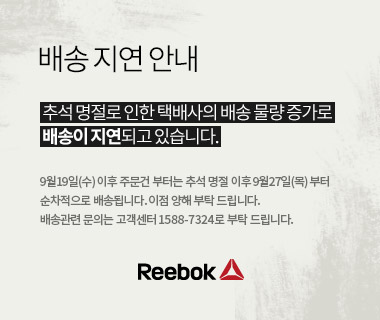 배송 지연 안내
추석 명절로 인한 택배사의 배송 물량 증가로
배송이 지연되고 있습니다.
9월19일(수) 이후 주문건 부터는 추석 명절 이후 9월27일(목) 부터
순차적으로 배송됩니다. 이점 양해 부탁 드립니다.
배송관련 문의는 고객센터 1588-7324로 부탁 드립니다.
Reebok